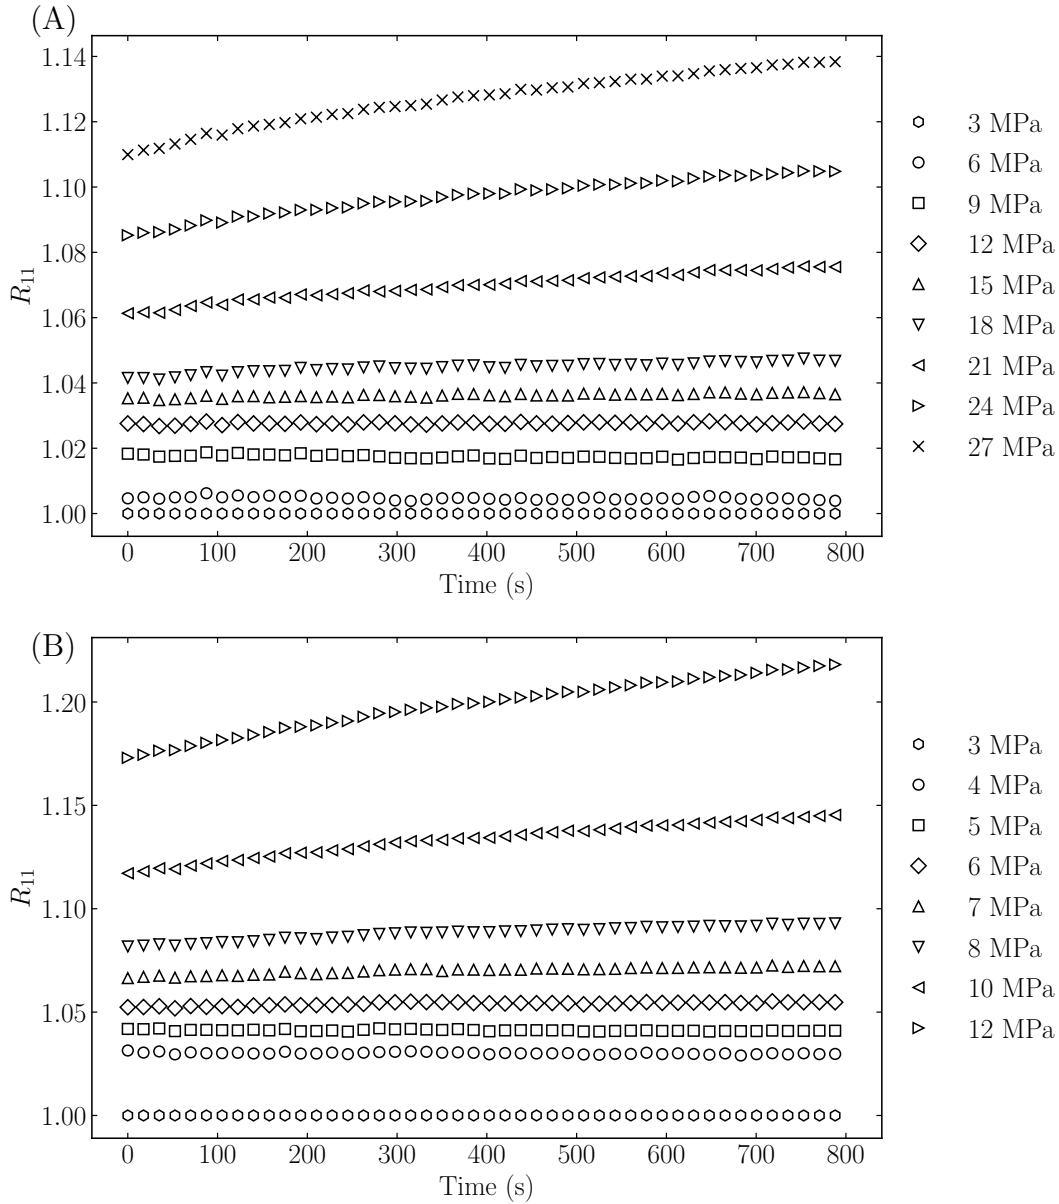 (A)
1.14
1.12
1.10
1.08
1.06
1.04
1.02
1.00
R11
0 100 200 300 400 500 600 700 800
Time (s)
3 MPa
6 MPa
9 MPa
12 MPa
15 MPa
18 MPa
21 MPa
24 MPa
27 MPa
(B)
1.20
1.15
1.10
1.05
1.00
R11
0 100 200 300 400 500 600 700 800
Time (s)
3 MPa
4 MPa
5 MPa
6 MPa
7 MPa
8 MPa
10 MPa
12 MPa